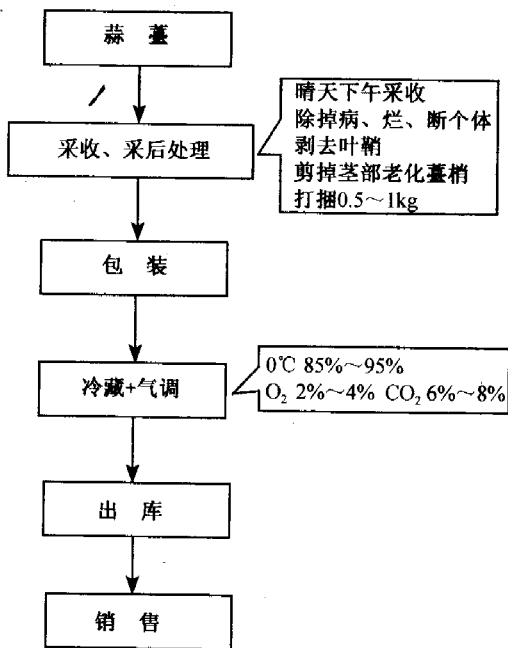 蒜 薹
采收、采后处理
晴天下午采收
除掉病、烂、断个体
剥去叶鞘
剪掉茎部老化薹梢
打捆0.5～1kg
包 装
冷藏+气调
0℃ 85%～95%
O₂ 2%～4% CO₂ 6%～8%
出 库
销 售